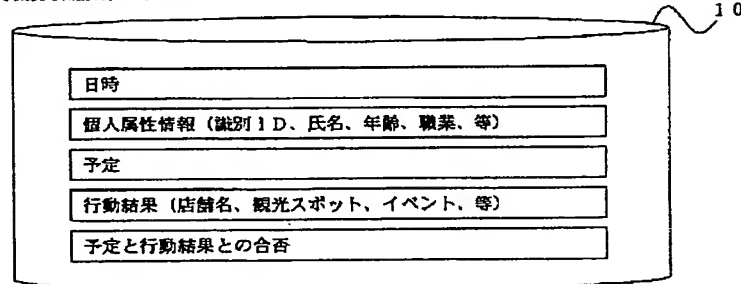 10
日時
個人属性情報(識別ID、氏名、年齢、職業、等)
予定
行動結果(店舗名、観光スポット、イベント、等)
予定と行動結果との合否